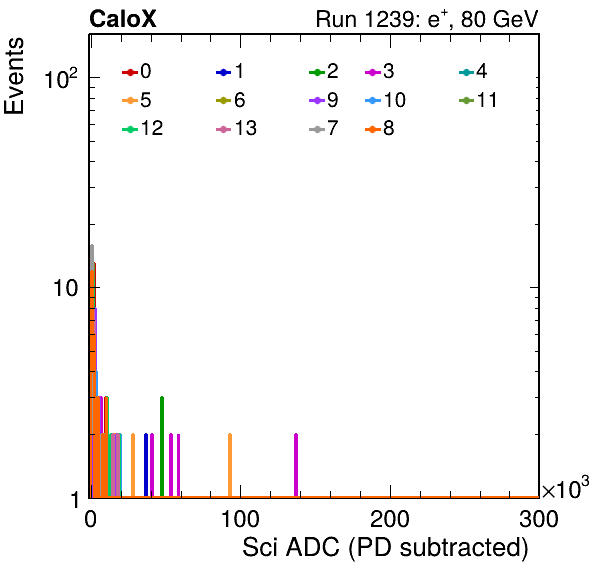 CaloX Run 1239: e⁺, 80 GeV
Events
10²
0 1 2 3 4
5 6 9 10 11
12 13 7 8
10
1
0 100 200 300
×10³
Sci ADC (PD subtracted)